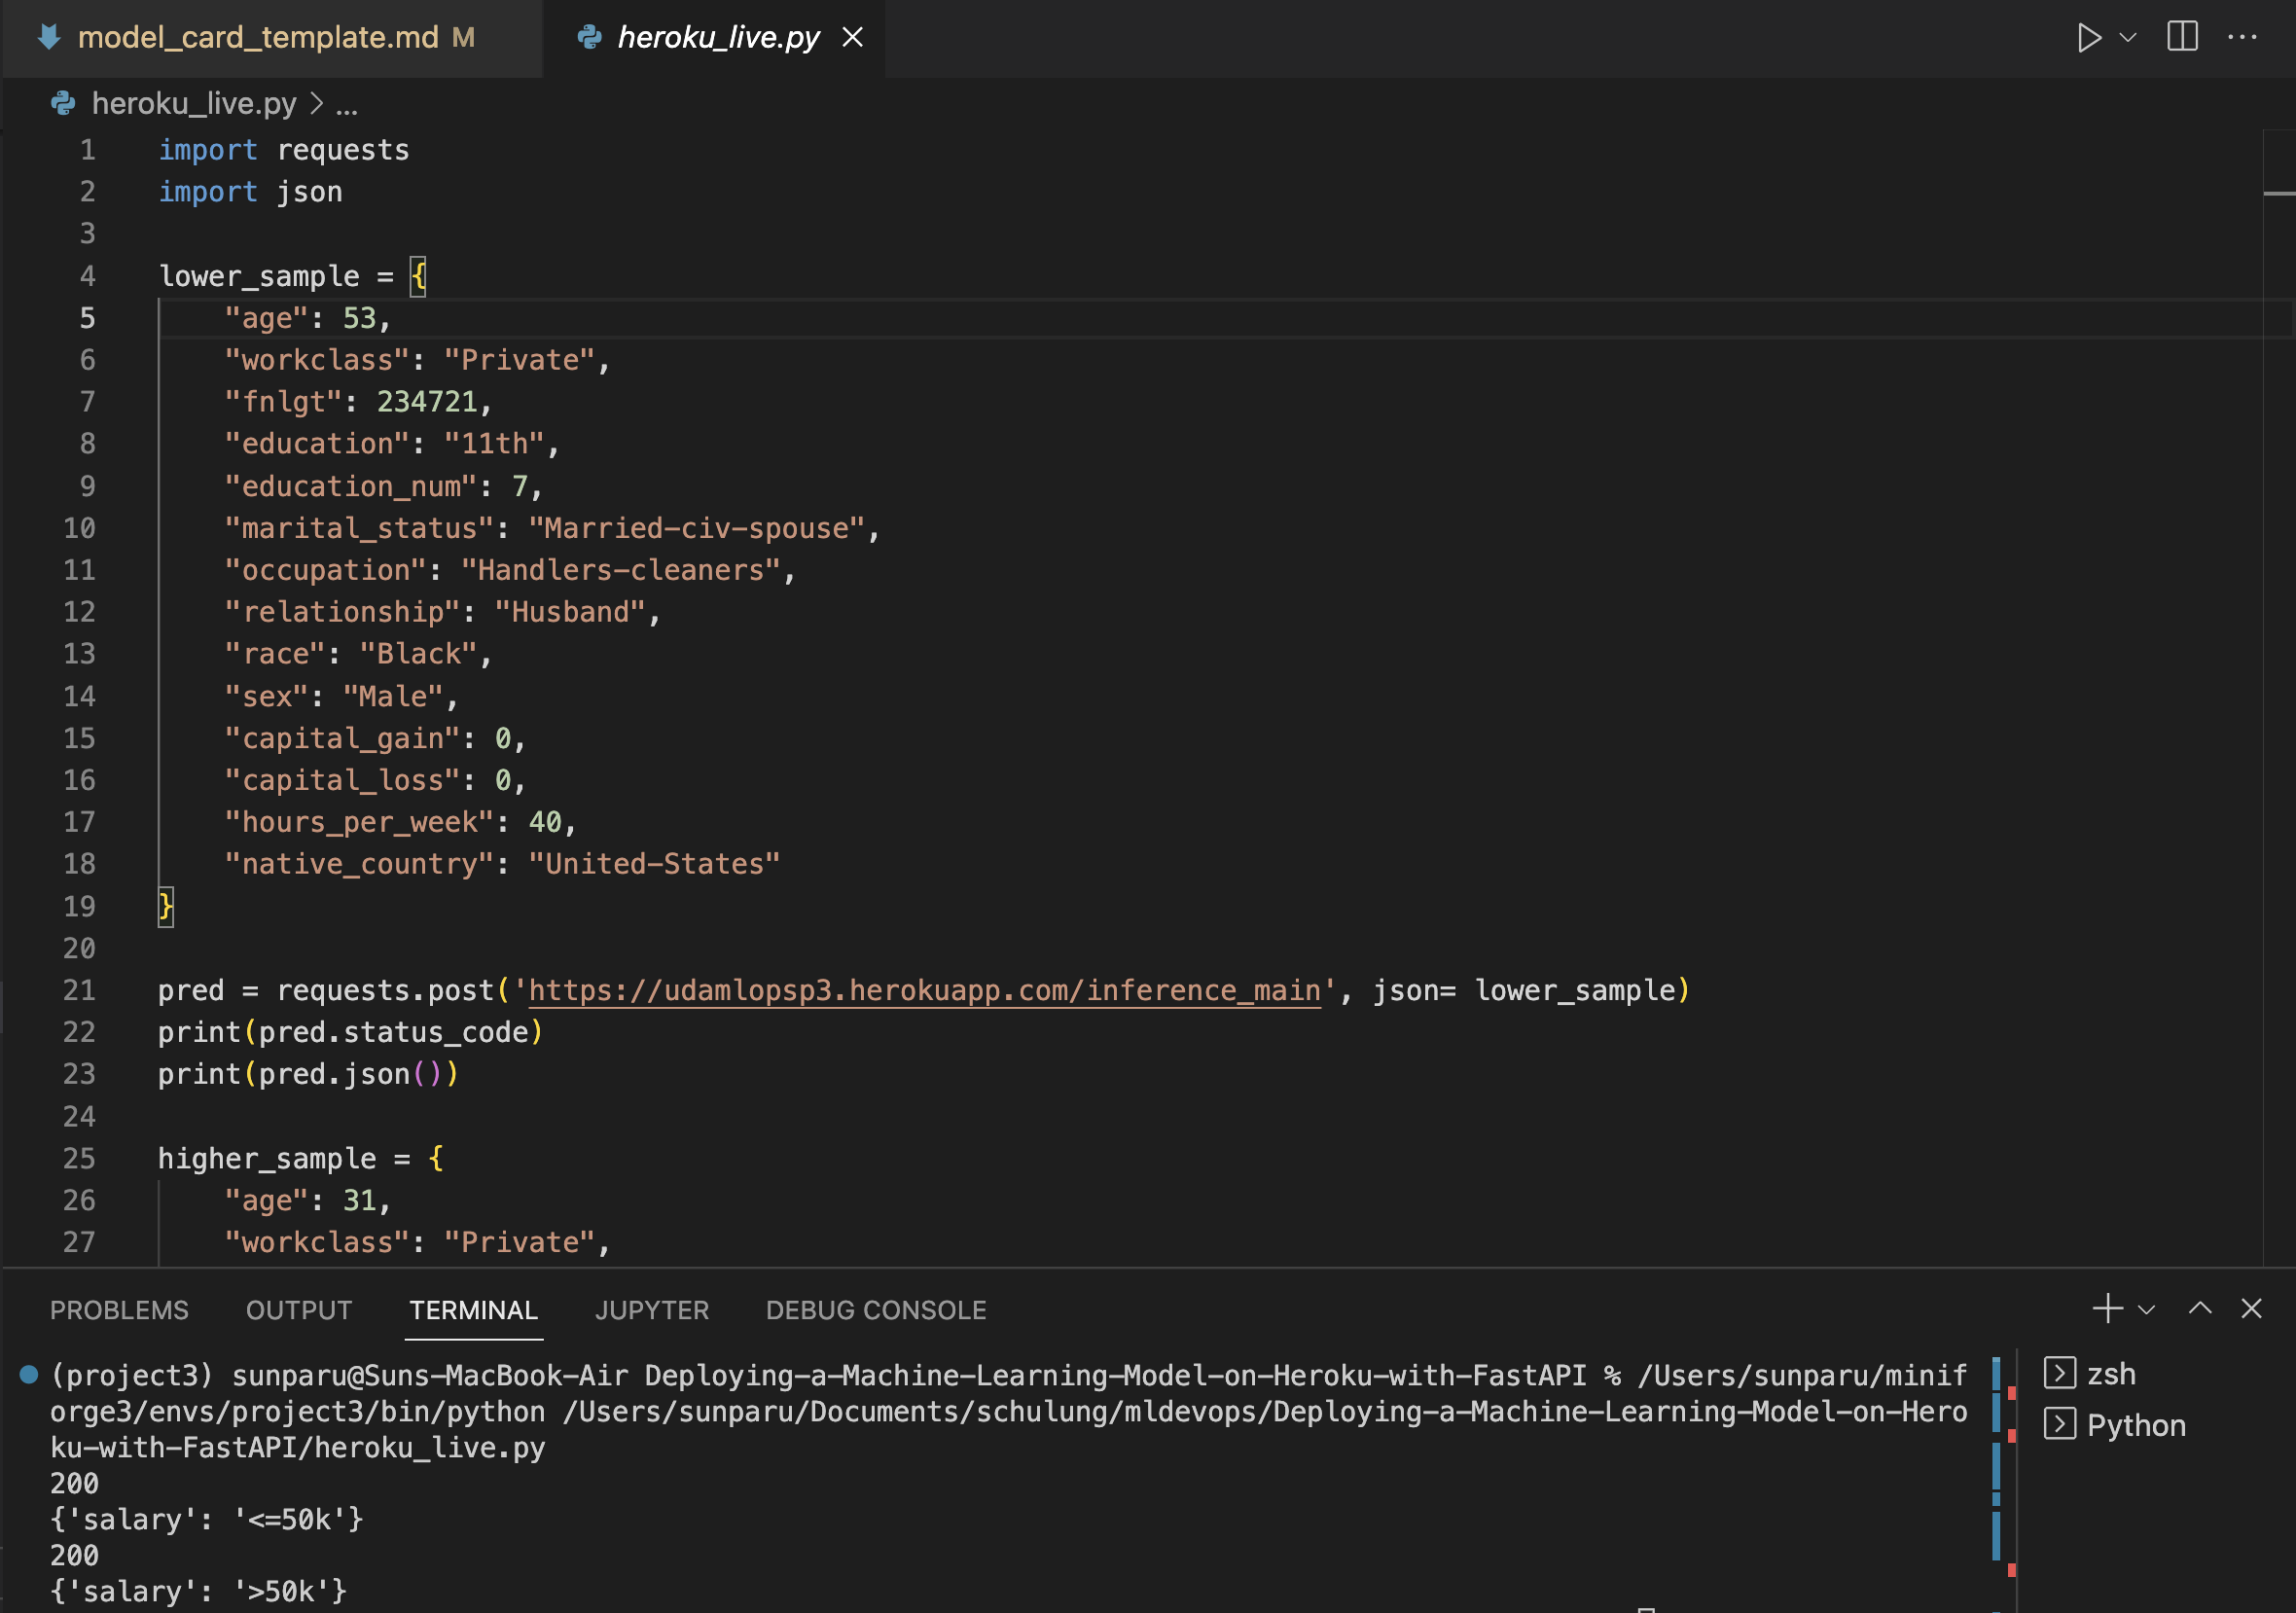 model_card_template.md M
heroku_live.py
heroku_live.py > ...
1 import requests
2 import json
3
4 lower_sample = {
5     "age": 53,
6     "workclass": "Private",
7     "fnlgt": 234721,
8     "education": "11th",
9     "education_num": 7,
10     "marital_status": "Married-civ-spouse",
11     "occupation": "Handlers-cleaners",
12     "relationship": "Husband",
13     "race": "Black",
14     "sex": "Male",
15     "capital_gain": 0,
16     "capital_loss": 0,
17     "hours_per_week": 40,
18     "native_country": "United-States"
19 }
20
21 pred = requests.post('https://udamlopsp3.herokuapp.com/inference_main', json= lower_sample)
22 print(pred.status_code)
23 print(pred.json())
24
25 higher_sample = {
26     "age": 31,
27     "workclass": "Private",
PROBLEMS OUTPUT TERMINAL JUPYTER DEBUG CONSOLE
(project3) sunparu@Suns-MacBook-Air Deploying-a-Machine-Learning-Model-on-Heroku-with-FastAPI % /Users/sunparu/minif
orge3/envs/project3/bin/python /Users/sunparu/Documents/schulung/mldevops/Deploying-a-Machine-Learning-Model-on-Hero
ku-with-FastAPI/heroku_live.py
200
{'salary': '<=50k'}
200
{'salary': '>50k'}
zsh
Python